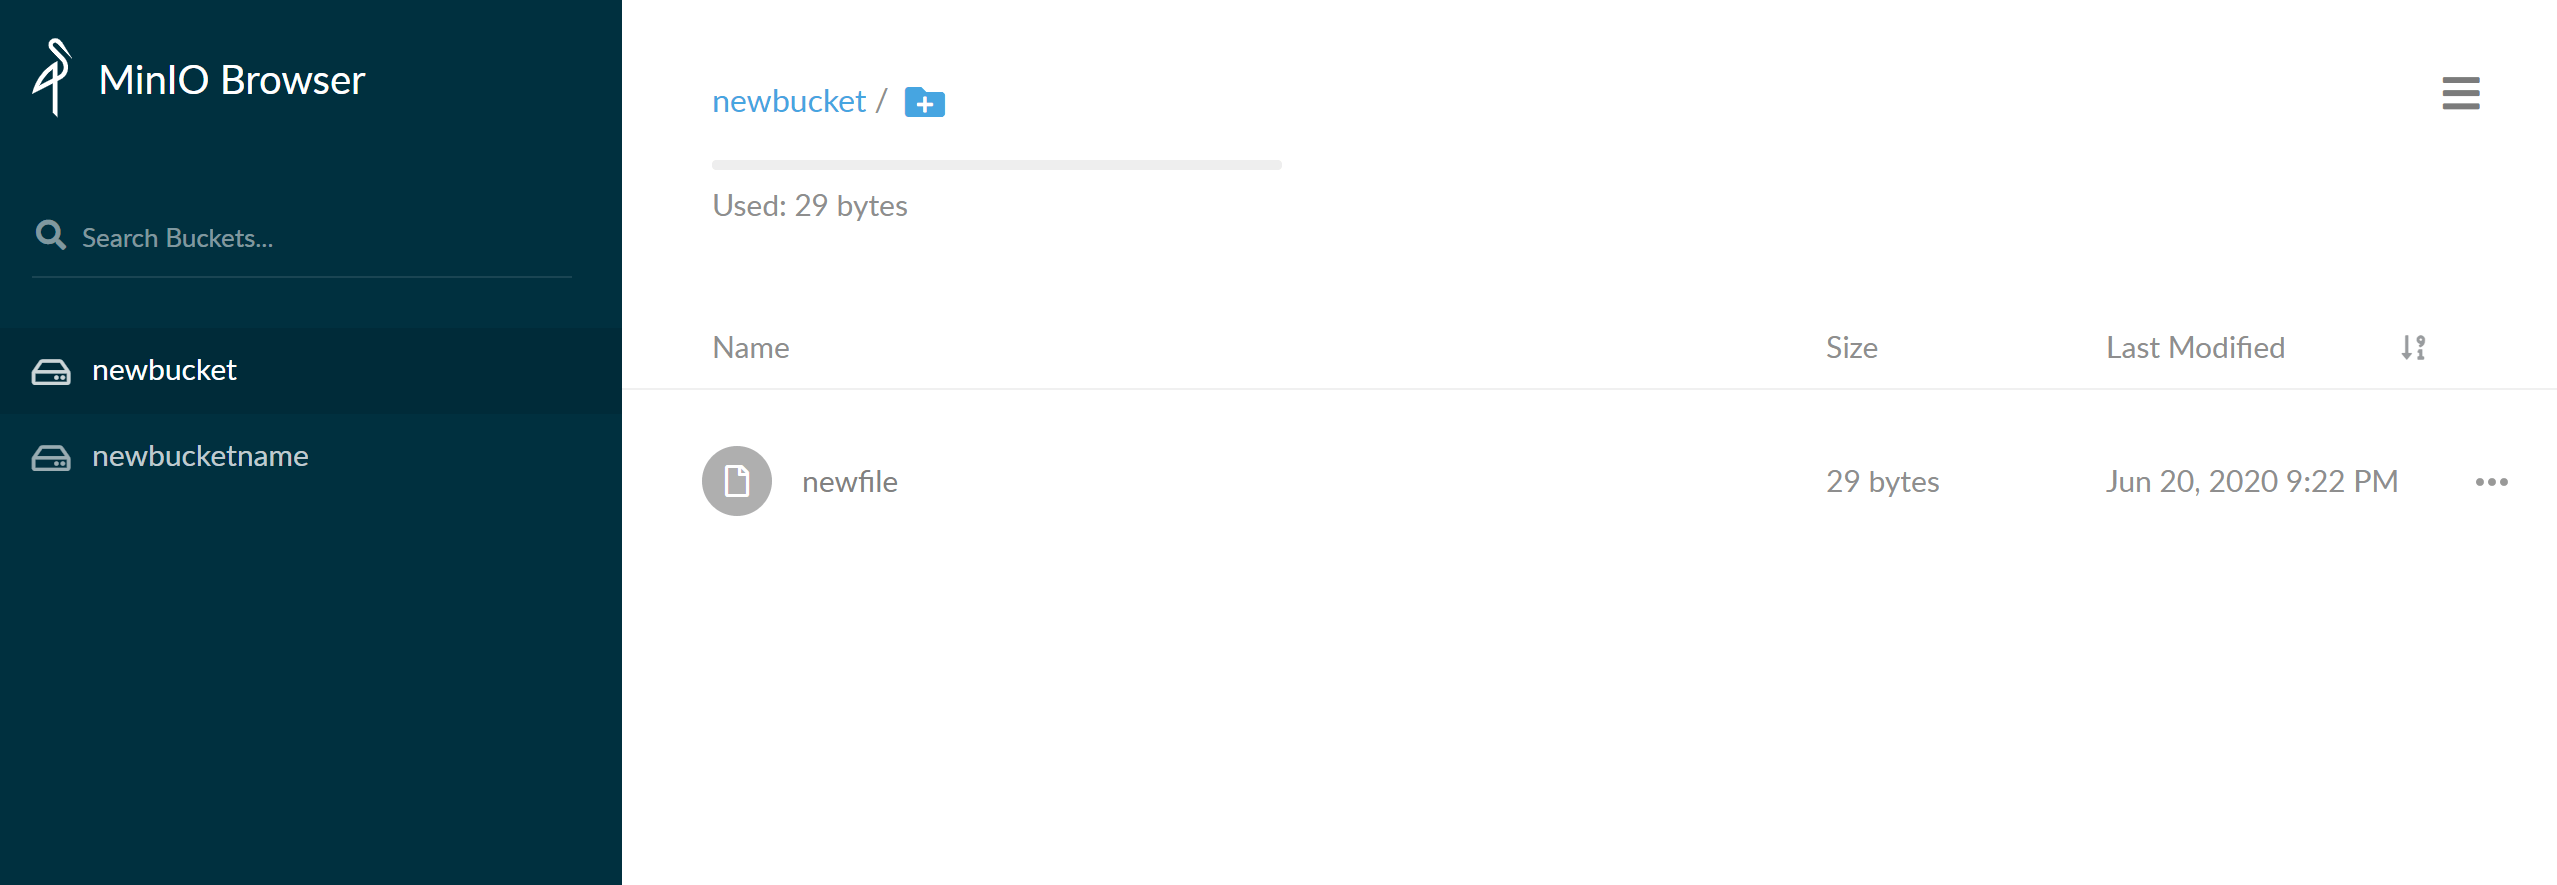 MinIO Browser
Search Buckets...
newbucket
newbucketname
newbucket /
Used: 29 bytes
Name Size Last Modified
newfile 29 bytes Jun 20, 2020 9:22 PM